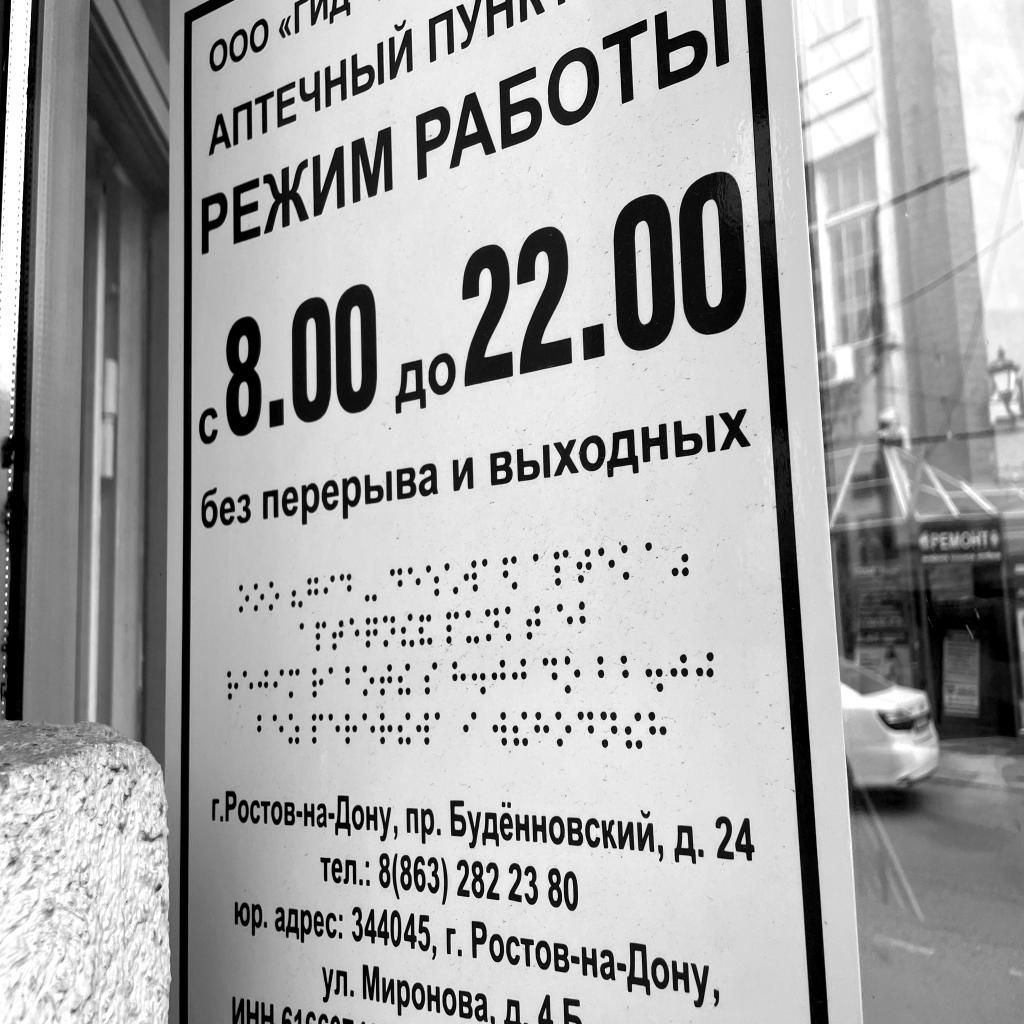 ООО «ГИД
АПТЕЧНЫЙ ПУНКТ
РЕЖИМ РАБОТЫ
с 8.00 до 22.00
без перерыва и выходных
г.Ростов-на-Дону, пр. Будённовский, д. 24
тел.: 8(863) 282 23 80
юр. адрес: 344045, г. Ростов-на-Дону,
ул. Миронова, д. 4 Б
ИНН
РЕМОНТ